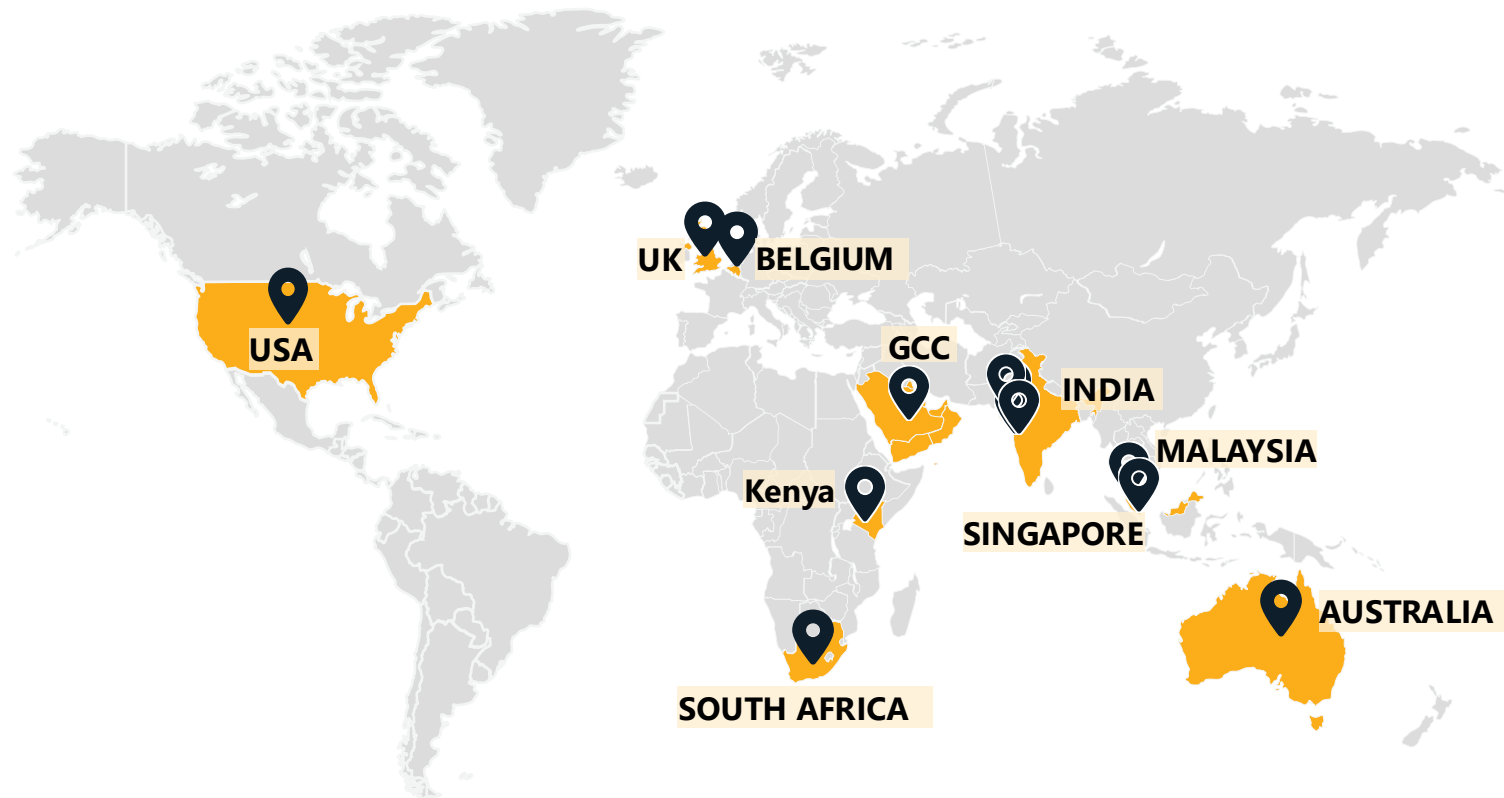 UK
BELGIUM
USA
GCC
INDIA
MALAYSIA
Kenya
SINGAPORE
AUSTRALIA
SOUTH AFRICA